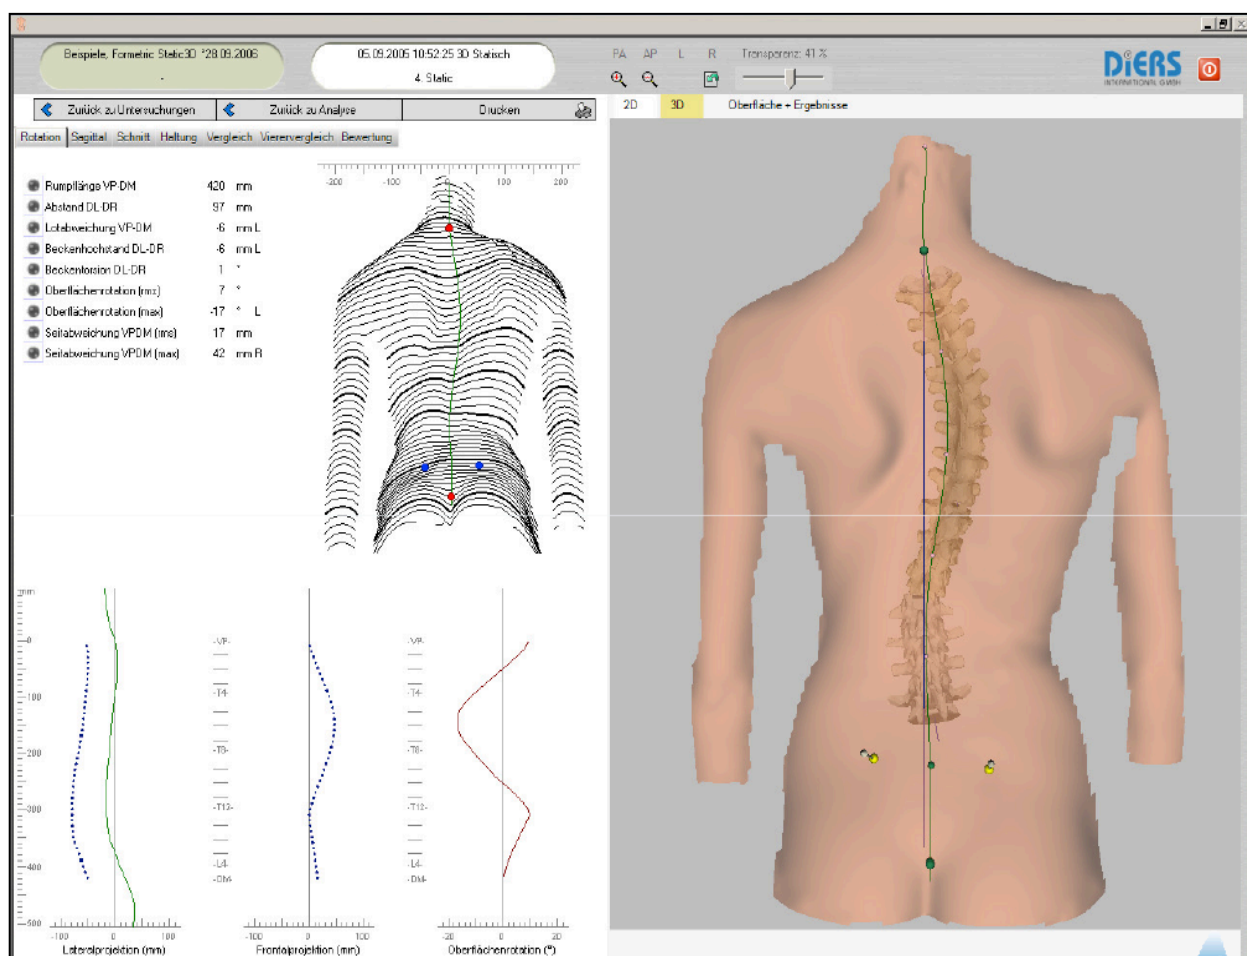 Beispiele, Formetric Static3D *28.09.2006
-
05.09.2006 10:52:25 3D Statisch
4. Static
PA AP L R Transparenz: 41 %
DiERS
INTERNATIONAL GMBH
Zurück zu Untersuchungen Zurück zu Analyse Drucken
2D 3D Oberfläche + Ergebnisse
Rotation Sagittal Schnitt Haltung Vergleich Vierervergleich Bewertung
-200 0 200
Rumpflänge VP-DM 420 mm
Abstand DL-DR 97 mm
Lotabweichung VP-DM -6 mm L
Beckenhochstand DL-DR -6 mm L
Beckentorsion DL-DR 1 °
Oberflächenrotation (rms) 7 °
Oberflächenrotation (max) -17 ° L
Seitabweichung VPDM (rms) 17 mm
Seitabweichung VPDM (max) 42 mm R
mm
0 -VP- -VP-
-100 -T4- -T4-
-200 -T8- -T8-
-300 -T12- -T12-
-400 -L4- -L4-
-DM- -DM-
-500
-100 0 100 -100 0 100 -20 0 20
Lateralprojektion (mm) Frontalprojektion (mm) Oberflächenrotation (°)